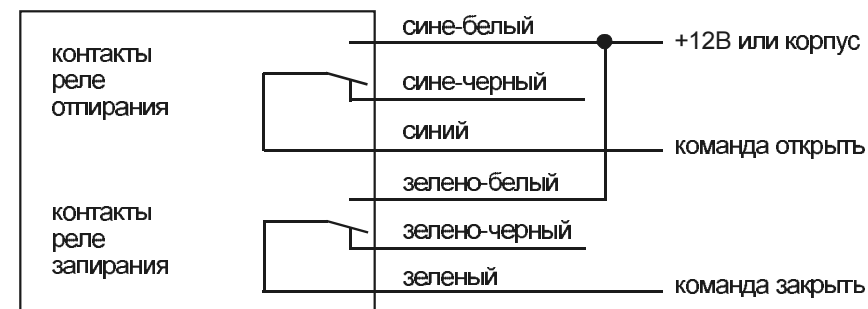 сине-белый
+12В или корпус
контакты
реле
отпирания
сине-черный
синий
команда открыть
зелено-белый
контакты
реле
запирания
зелено-черный
зеленый
команда закрыть